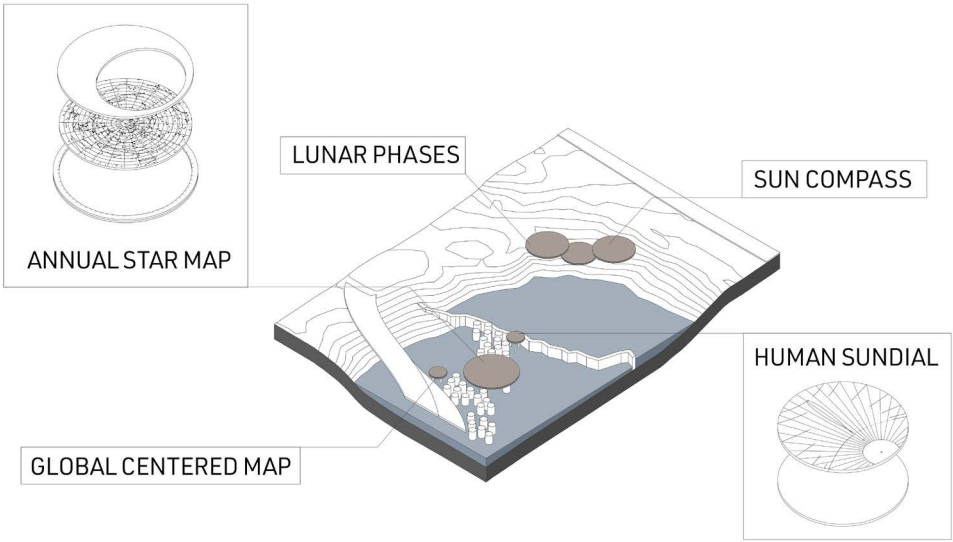 ANNUAL STAR MAP
LUNAR PHASES
SUN COMPASS
GLOBAL CENTERED MAP
HUMAN SUNDIAL